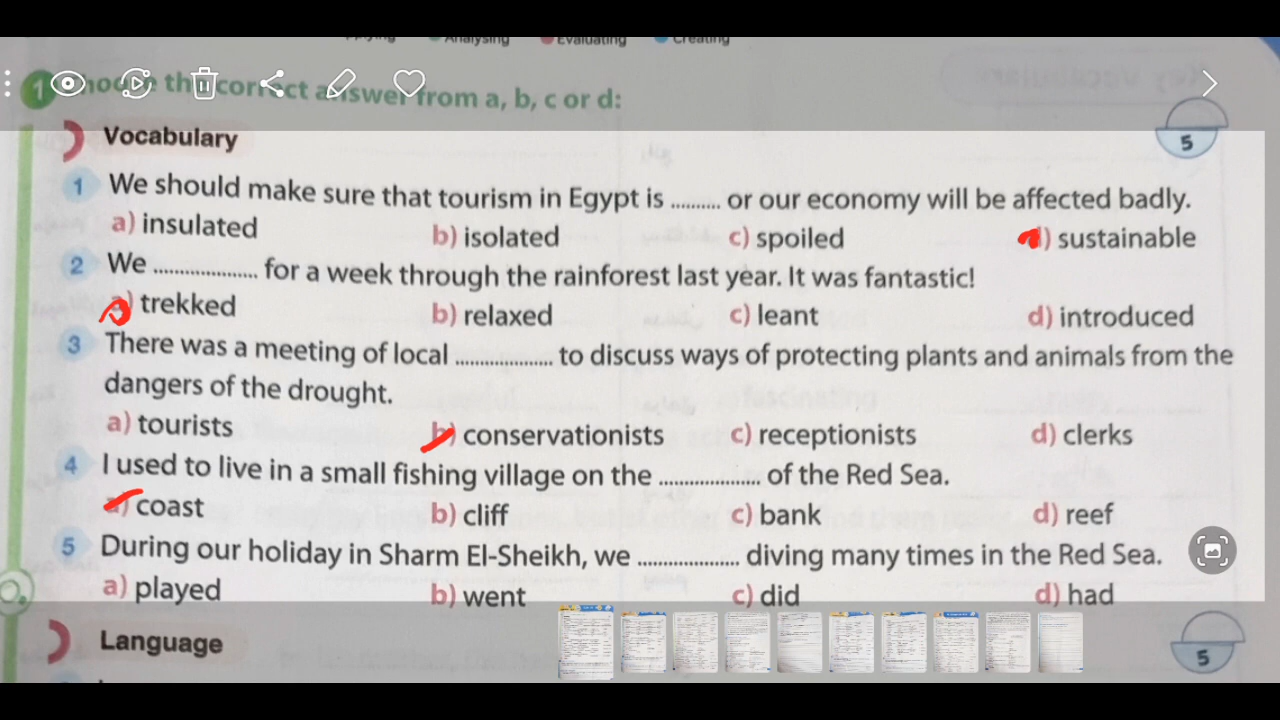 Analysing Evaluating Creating
1 the correct answer from a, b, c or d:
Vocabulary
5
1 We should make sure that tourism in Egypt is .......... or our economy will be affected badly.
a) insulated b) isolated c) spoiled d) sustainable
2 We .................... for a week through the rainforest last year. It was fantastic!
a) trekked b) relaxed c) leant d) introduced
3 There was a meeting of local .................... to discuss ways of protecting plants and animals from the
dangers of the drought.
a) tourists b) conservationists c) receptionists d) clerks
4 I used to live in a small fishing village on the .................... of the Red Sea.
a) coast b) cliff c) bank d) reef
5 During our holiday in Sharm El-Sheikh, we .................... diving many times in the Red Sea.
a) played b) went c) did d) had
Language
5